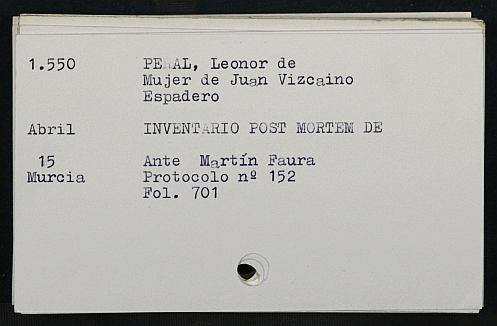 1.550 PERAL, Leonor de
Mujer de Juan Vizcaino
Espadero
Abril INVENTARIO POST MORTEM DE
15 Ante Martín Faura
Murcia Protocolo nº 152
Fol. 701